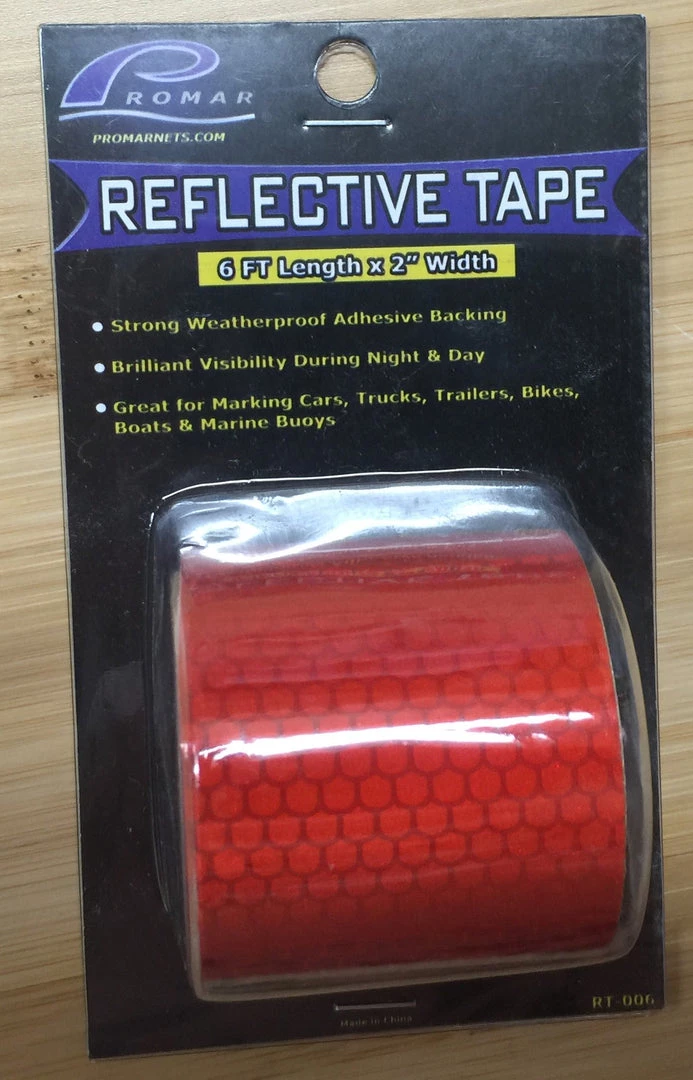 PROMAR
PROMARNETS.COM
REFLECTIVE TAPE
6 FT Length x 2" Width
• Strong Weatherproof Adhesive Backing
• Brilliant Visibility During Night & Day
• Great for Marking Cars, Trucks, Trailers, Bikes,
Boats & Marine Buoys
RT-006
Made in China